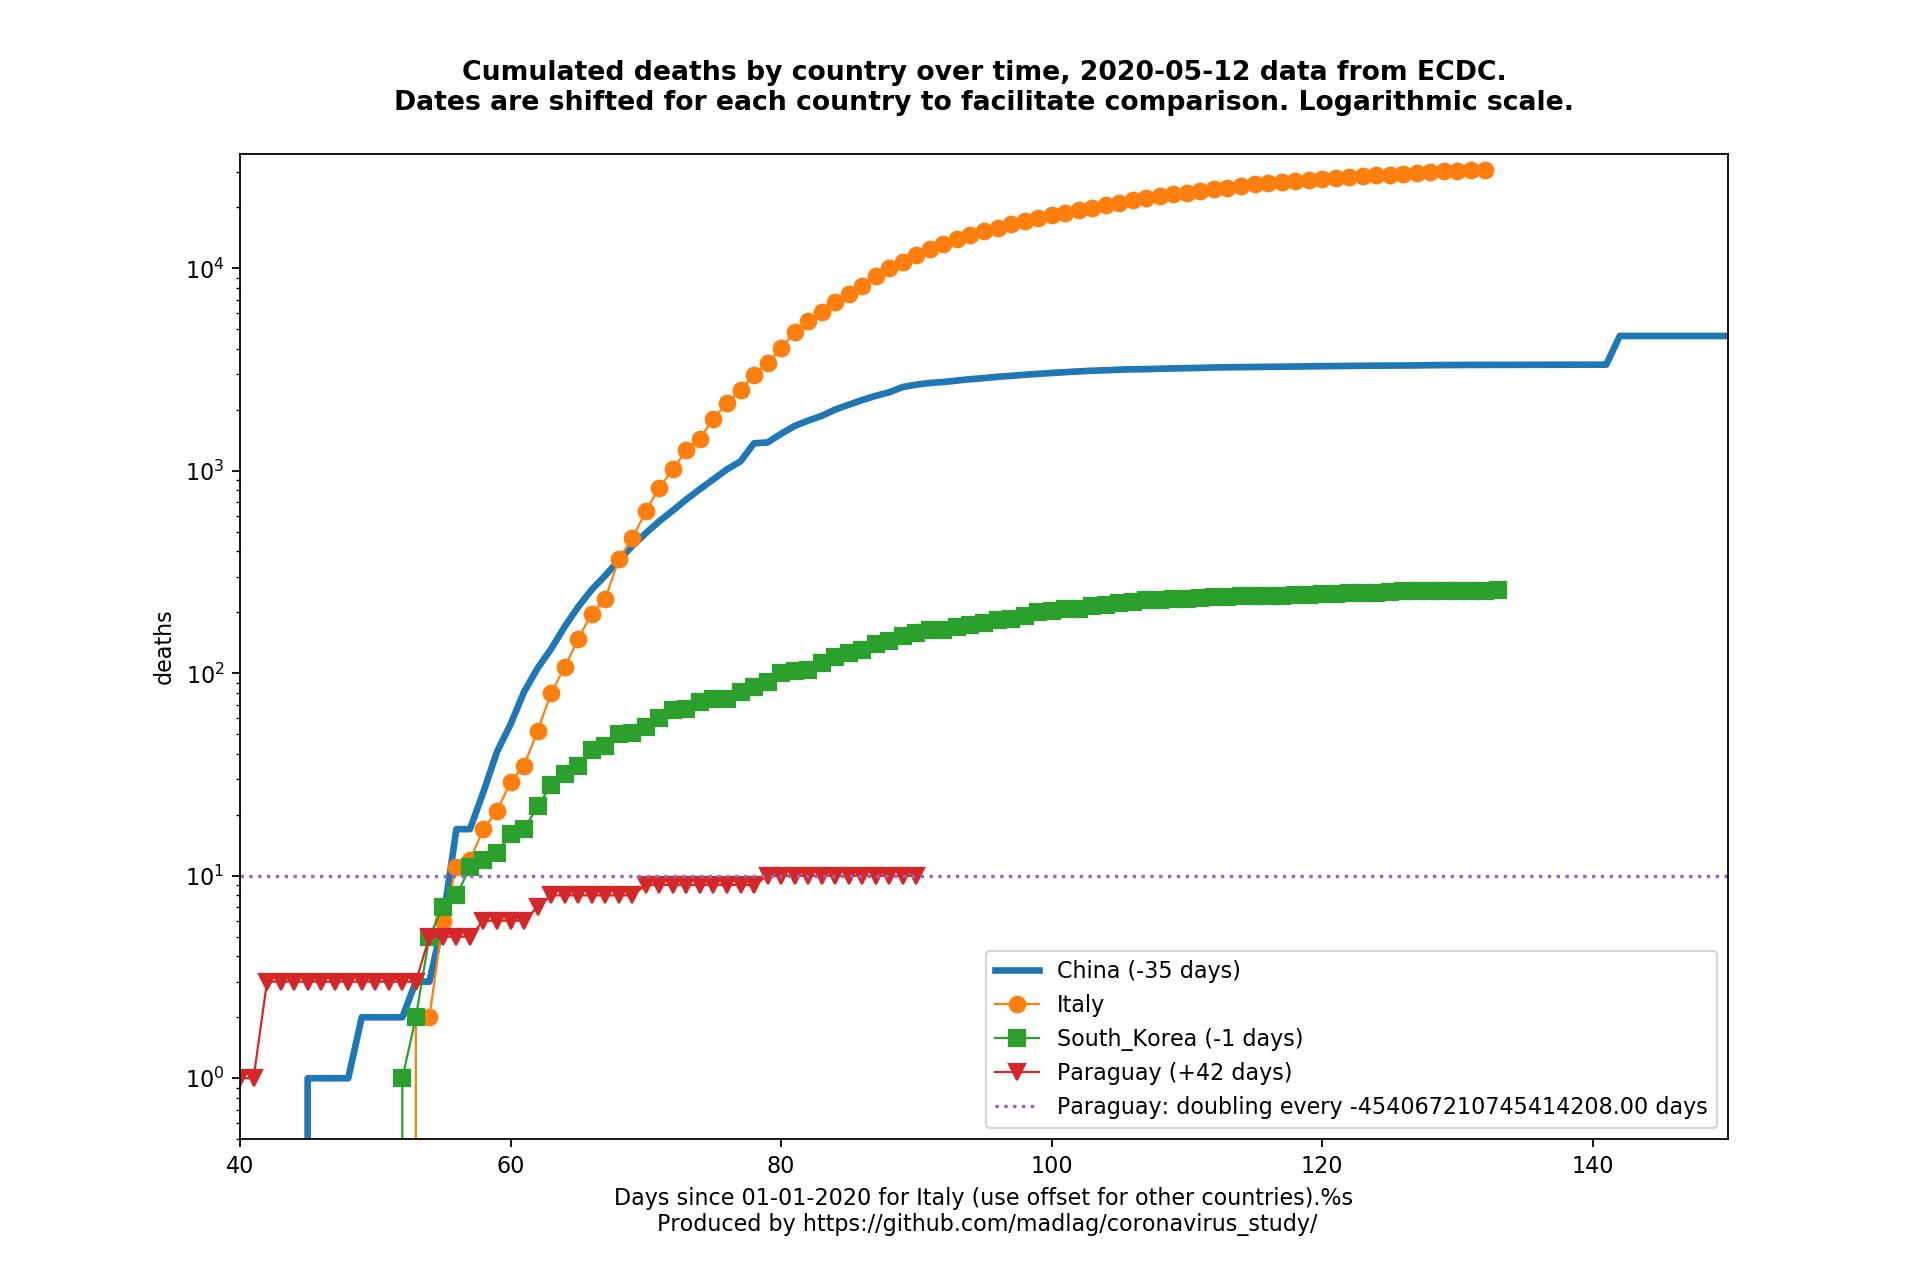 Cumulated deaths by country over time, 2020-05-12 data from ECDC.
Dates are shifted for each country to facilitate comparison. Logarithmic scale.
10^4
10^3
10^2
10^1
10^0
deaths
China (-35 days)
Italy
South_Korea (-1 days)
Paraguay (+42 days)
Paraguay: doubling every -454067210745414208.00 days
40 60 80 100 120 140
Days since 01-01-2020 for Italy (use offset for other countries).%s
Produced by https://github.com/madlag/coronavirus_study/